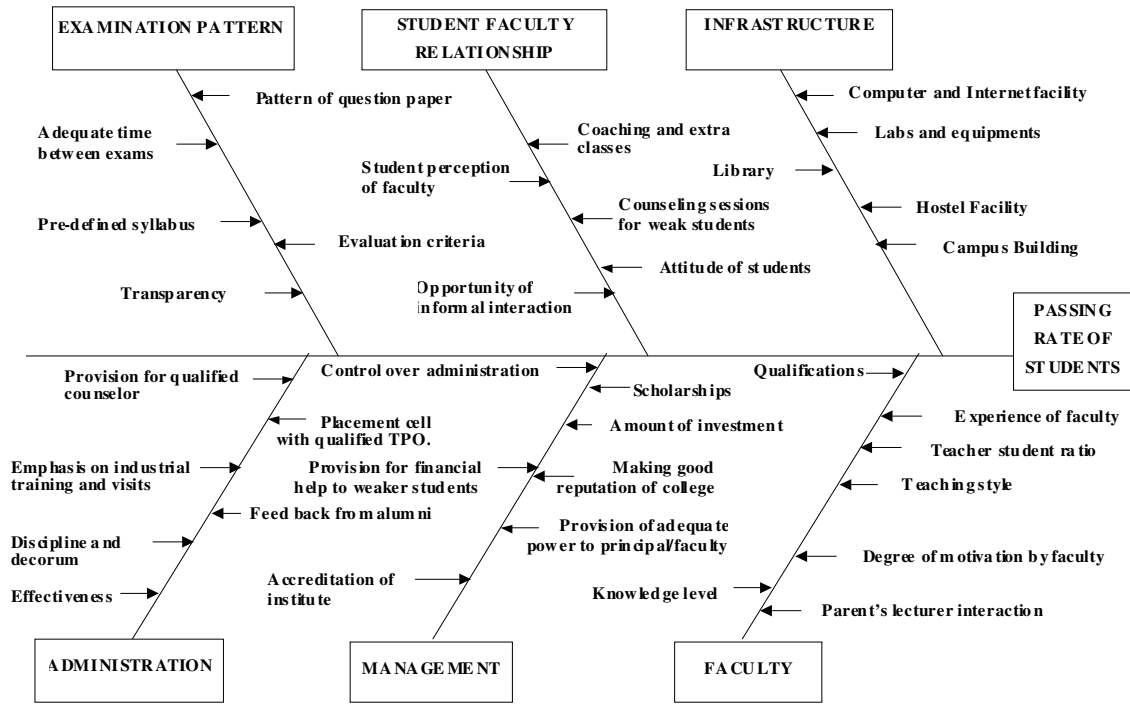 EXAMINATION PATTERN
Pattern of question paper
Adequate time
between exams
Pre-defined syllabus
Evaluation criteria
Transparency
STUDENT FACULTY
RELATIONSHIP
Coaching and extra
classes
Student perception
of faculty
Counseling sessions
for weak students
Attitude of students
Opportunity of
informal interaction
INFRASTRUCTURE
Computer and Internet facility
Labs and equipments
Library
Hostel Facility
Campus Building
PASSING
RATE OF
STUDENTS
Provision for qualified
counselor
Placement cell
with qualified TPO.
Emphasis on industrial
training and visits
Feed back from alumni
Discipline and
decorum
Effectiveness
ADMINISTRATION
Control over administration
Scholarships
Amount of investment
Provision for financial
help to weaker students
Making good
reputation of college
Provision of adequate
power to principal/faculty
Accreditation of
institute
MANAGEMENT
Qualifications
Experience of faculty
Teacher student ratio
Teaching style
Degree of motivation by faculty
Knowledge level
Parent's lecturer interaction
FACULTY